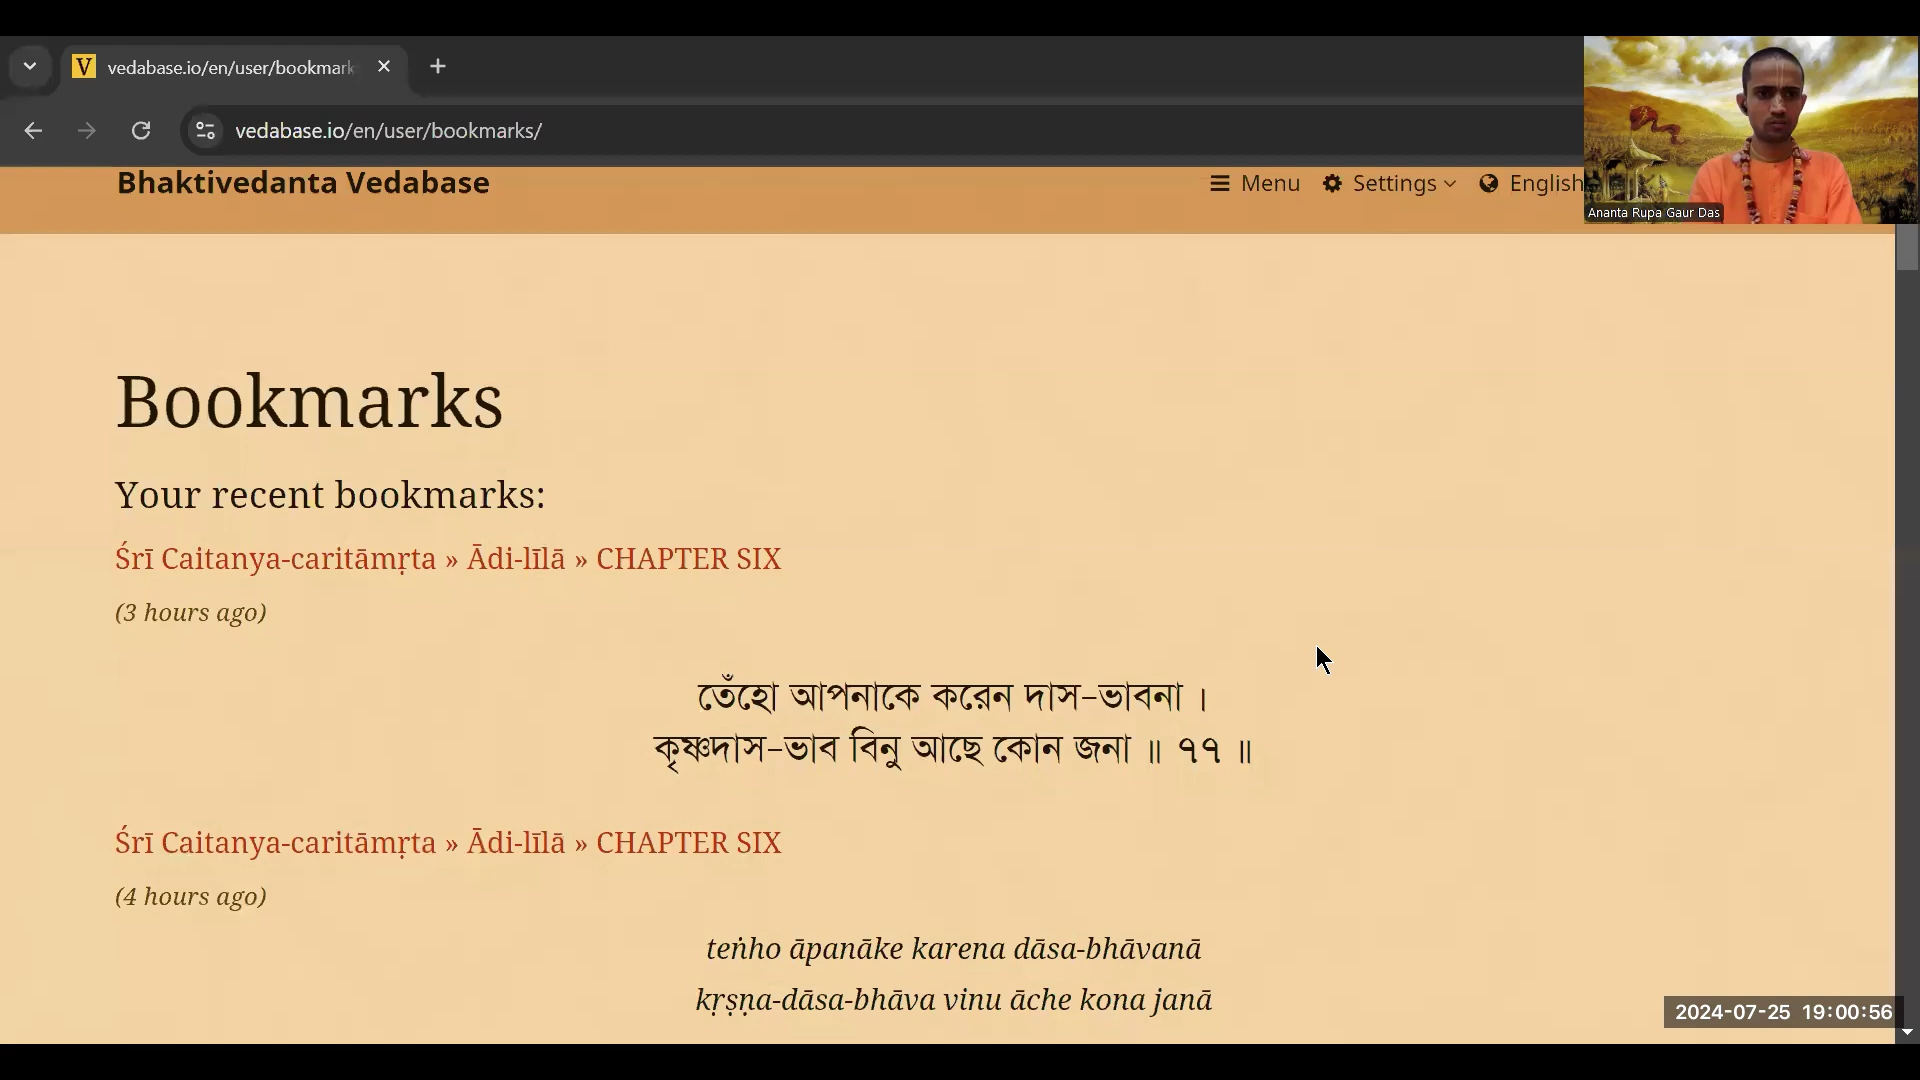 vedabase.io/en/user/bookmark
vedabase.io/en/user/bookmarks/
Bhaktivedanta Vedabase
Menu
Settings
English
Ananta Rupa Gaur Das
Bookmarks
Your recent bookmarks:
Śrī Caitanya-caritāmṛta » Ādi-līlā » CHAPTER SIX
(3 hours ago)
তেঁহো আপনাকে করেন দাস-ভাবনা ।
কৃষ্ণদাস-ভাব বিনু আছে কোন জনা ॥ ৭৭ ॥
Śrī Caitanya-caritāmṛta » Ādi-līlā » CHAPTER SIX
(4 hours ago)
teṅho āpanāke karena dāsa-bhāvanā
kṛṣṇa-dāsa-bhāva vinu āche kona janā
2024-07-25 19:00:56